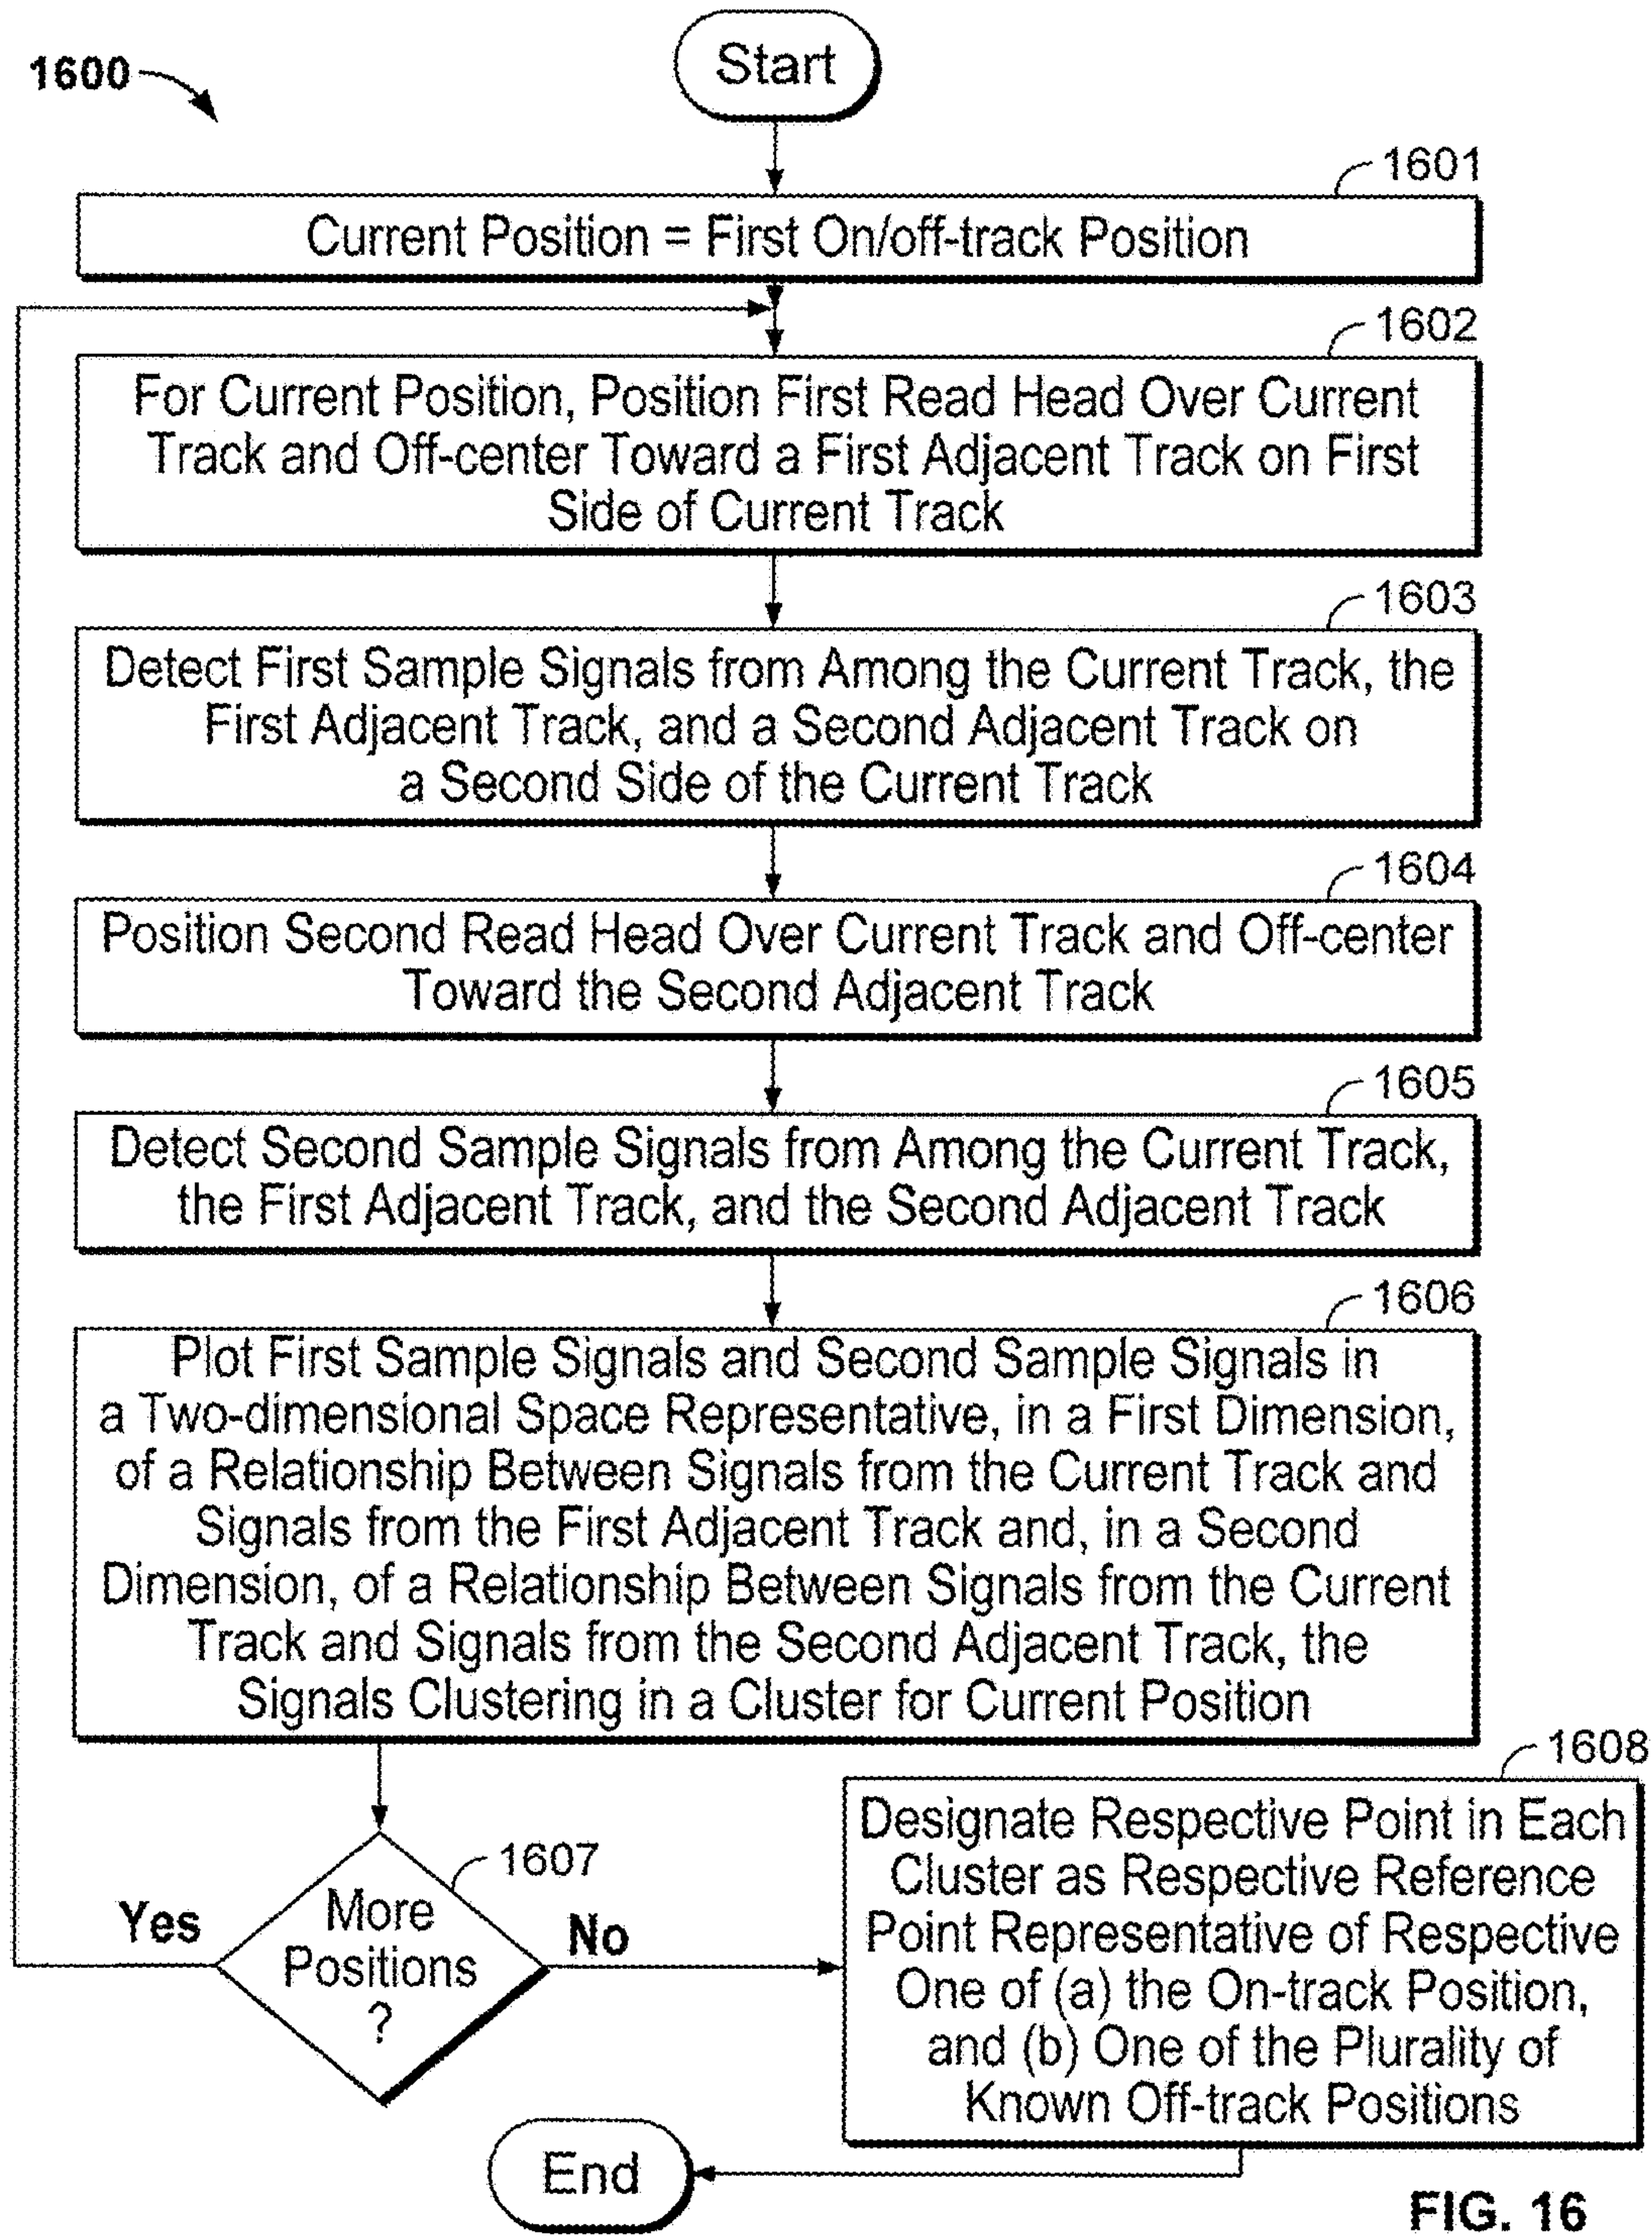 Start
1600
1601
Current Position = First On/off-track Position
1602
For Current Position, Position First Read Head Over Current
Track and Off-center Toward a First Adjacent Track on First
Side of Current Track
1603
Detect First Sample Signals from Among the Current Track, the
First Adjacent Track, and a Second Adjacent Track on
a Second Side of the Current Track
1604
Position Second Read Head Over Current Track and Off-center
Toward the Second Adjacent Track
1605
Detect Second Sample Signals from Among the Current Track,
the First Adjacent Track, and the Second Adjacent Track
1606
Plot First Sample Signals and Second Sample Signals in
a Two-dimensional Space Representative, in a First Dimension,
of a Relationship Between Signals from the Current Track and
Signals from the First Adjacent Track and, in a Second
Dimension, of a Relationship Between Signals from the Current
Track and Signals from the Second Adjacent Track, the
Signals Clustering in a Cluster for Current Position
1607
More
Positions
?
Yes
No
1608
Designate Respective Point in Each
Cluster as Respective Reference
Point Representative of Respective
One of (a) the On-track Position,
and (b) One of the Plurality of
Known Off-track Positions
End
FIG. 16